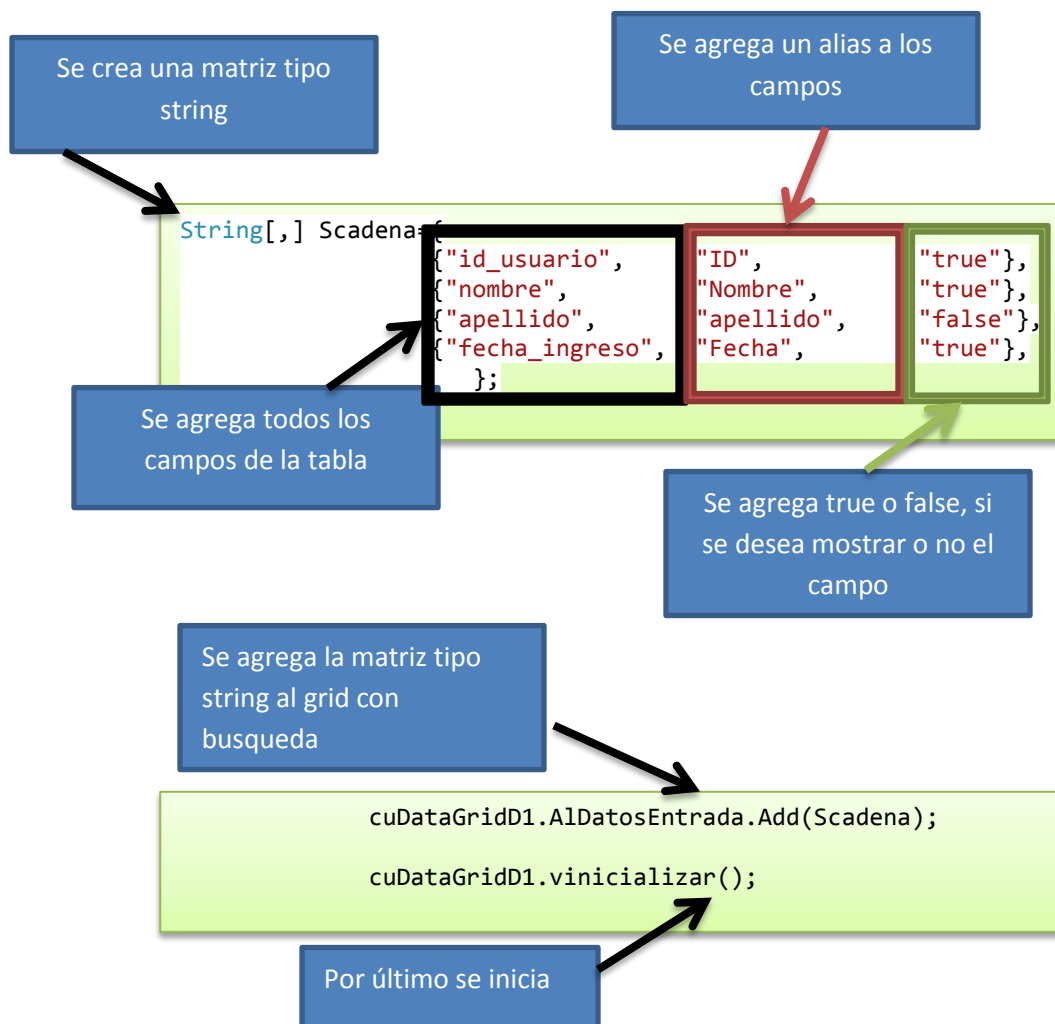 Se crea una matriz tipo
string
Se agrega un alias a los
campos
String[,] Scadena={
{"id_usuario", "ID", "true"},
{"nombre", "Nombre", "true"},
{"apellido", "apellido", "false"},
{"fecha_ingreso", "Fecha", "true"},
};
Se agrega todos los
campos de la tabla
Se agrega true o false, si
se desea mostrar o no el
campo
Se agrega la matriz tipo
string al grid con
busqueda
cuDataGridD1.AlDatosEntrada.Add(Scadena);
cuDataGridD1.vinicializar();
Por último se inicia